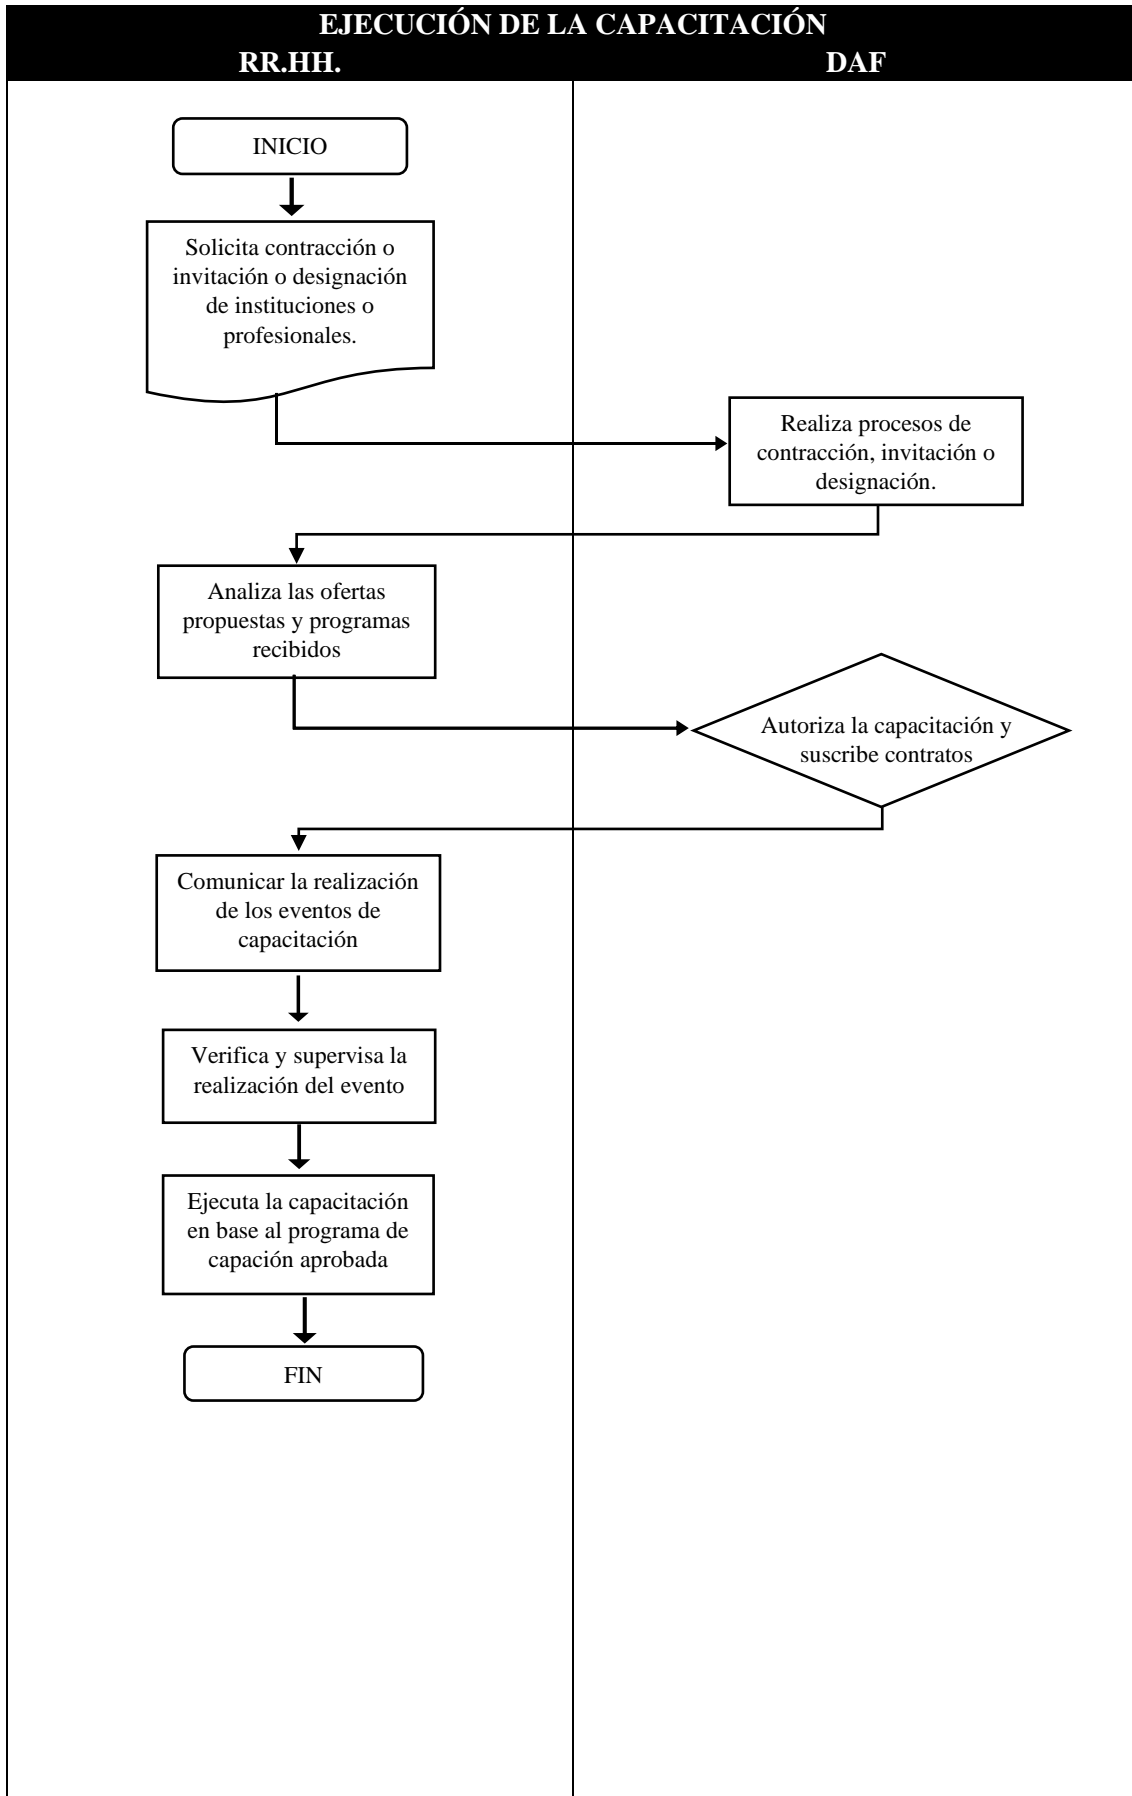 EJECUCIÓN DE LA CAPACITACIÓN
RR.HH.
DAF
INICIO
Solicita contracción o
invitación o designación
de instituciones o
profesionales.
Realiza procesos de
contracción, invitación o
designación.
Analiza las ofertas
propuestas y programas
recibidos
Autoriza la capacitación y
suscribe contratos
Comunicar la realización
de los eventos de
capacitación
Verifica y supervisa la
realización del evento
Ejecuta la capacitación
en base al programa de
capación aprobada
FIN